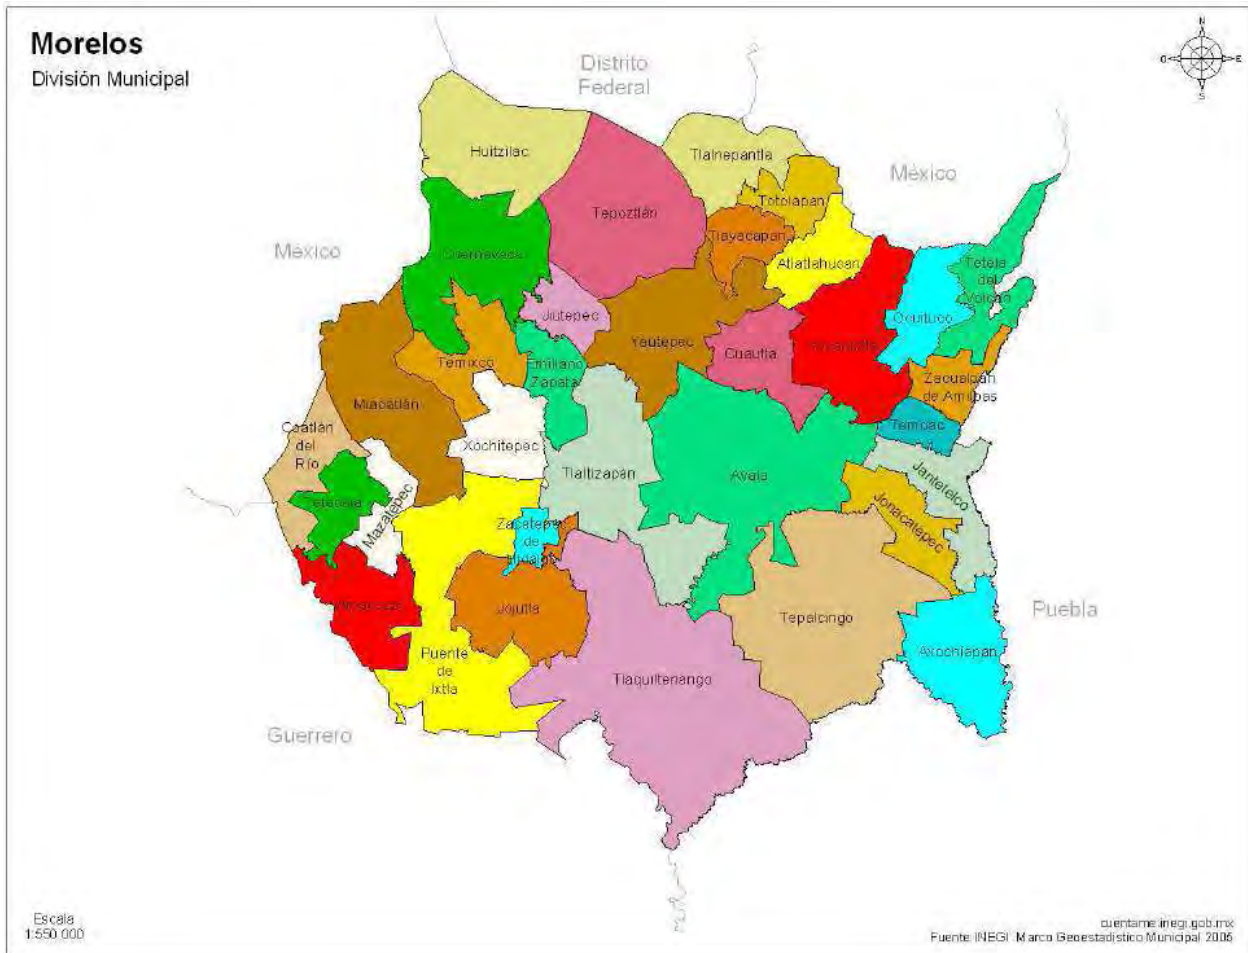 Morelos
División Municipal
N
O
E
S
Distrito
Federal
México
México
Puebla
Guerrero
Huitzilac
Tepoztlán
Tlalnepantla
Totolapan
Tlayacapan
Atlatlahucan
Cuernavaca
Jiutepec
Yautepec
Cuautla
Ocuituco
Tetela
del
Volcán
Temixco
Emiliano
Zapata
Zacualpan
de Amilpas
Temoac
Miacatlán
Coatlán
del
Río
Xochitepec
Tlaltizapán
Ayala
Jantetelco
Jonacatepec
Tetecala
Mazatepec
Zacatepec
de
Hidalgo
Jojutla
Puente
de
Ixtla
Tlaquiltenango
Tepalcingo
Axochiapan
Escala
1:550 000
cuentame.inegi.gob.mx
Fuente: INEGI. Marco Geoestadístico Municipal 2005